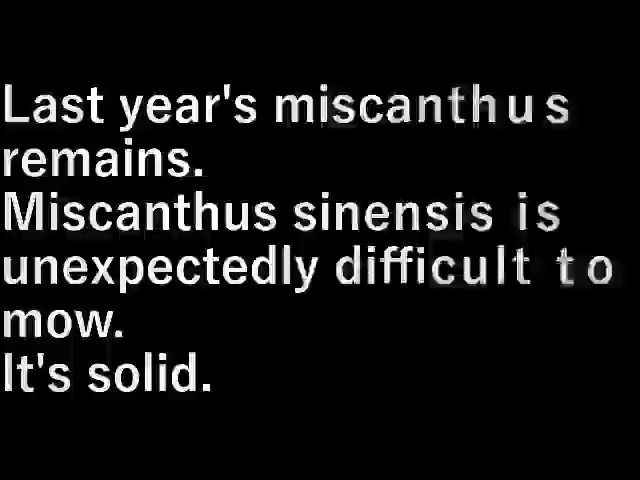 Last year's miscanthus
remains.
Miscanthus sinensis is
unexpectedly difficult to
mow.
It's solid.